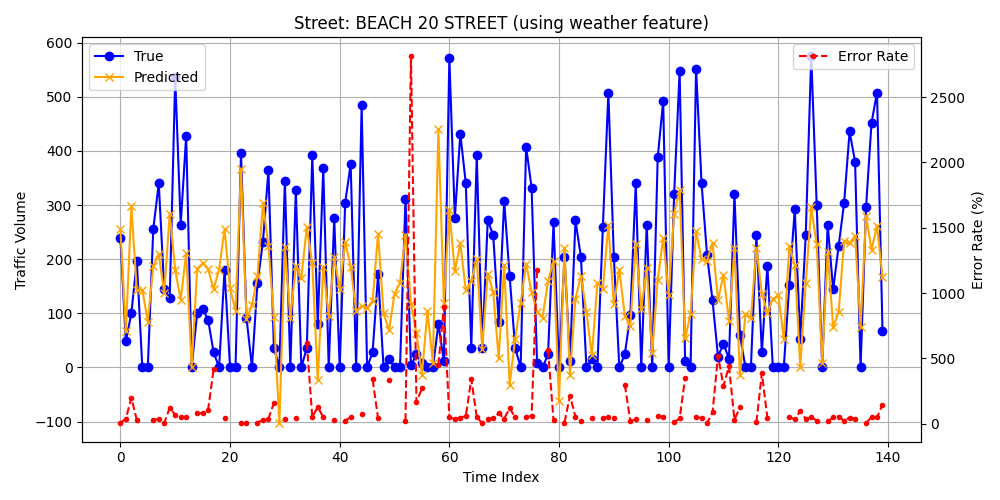 Street: BEACH 20 STREET (using weather feature)
True
Predicted
Error Rate
600
500
400
300
200
100
0
−100
Traffic Volume
2500
2000
1500
1000
500
0
Error Rate (%)
0 20 40 60 80 100 120 140
Time Index